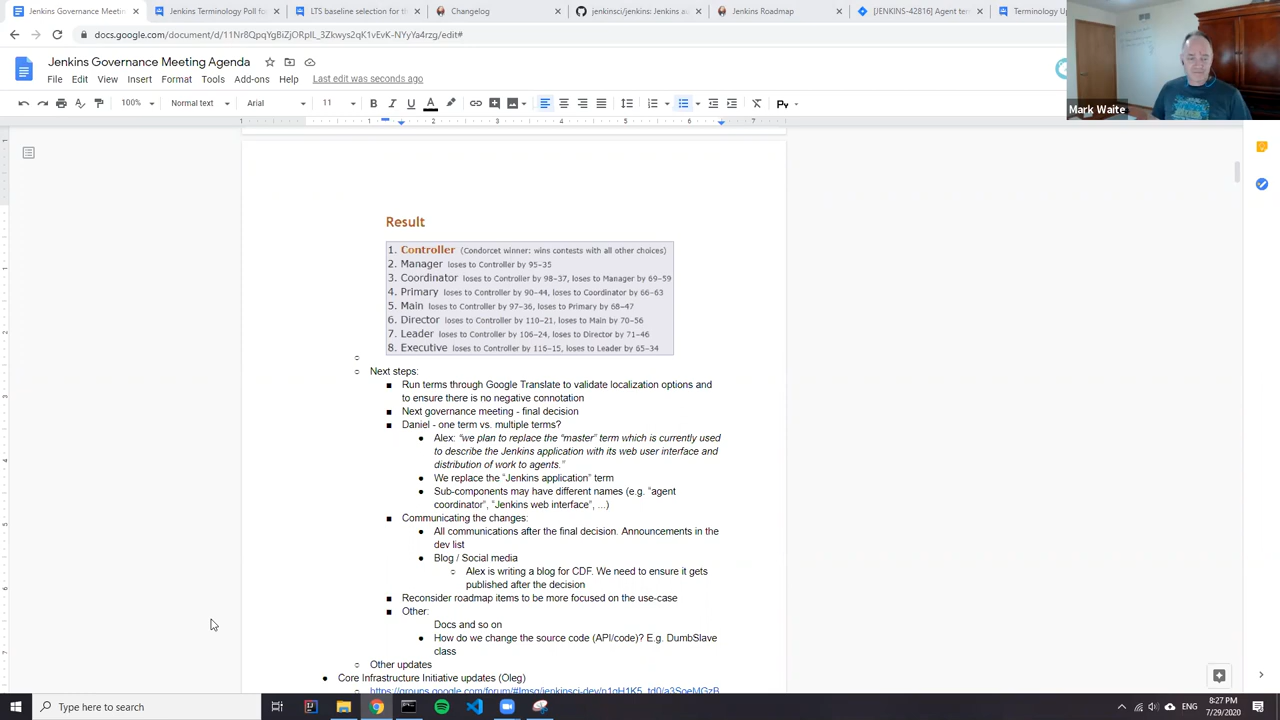 Jenkins Governance Meetin
Jenkins Terminology Poll for
LTS baseline selection for th
Changelog
jenkinsci/jenkins: Jenkins au
Jenkins Roadmap
[JENKINS-42816] Agent term
Terminology Up
docs.google.com/document/d/11Nr8QpqYgBiZjORpIL_3Zkwys2qK1vEvK-NYyYa4rzg/edit#
Jenkins Governance Meeting Agenda
File Edit View Insert Format Tools Add-ons Help Last edit was seconds ago
Mark Waite
100% Normal text Arial 11
1 1 2 3 4 5 6 7
Result
1. Controller (Condorcet winner: wins contests with all other choices)
2. Manager loses to Controller by 95–35
3. Coordinator loses to Controller by 98–37, loses to Manager by 69–59
4. Primary loses to Controller by 90–44, loses to Coordinator by 66–63
5. Main loses to Controller by 97–36, loses to Primary by 68–47
6. Director loses to Controller by 110–21, loses to Main by 70–56
7. Leader loses to Controller by 106–24, loses to Director by 71–46
8. Executive loses to Controller by 116–15, loses to Leader by 65–34
Next steps:
Run terms through Google Translate to validate localization options and
to ensure there is no negative connotation
Next governance meeting - final decision
Daniel - one term vs. multiple terms?
Alex: “we plan to replace the “master” term which is currently used
to describe the Jenkins application with its web user interface and
distribution of work to agents.”
We replace the “Jenkins application” term
Sub-components may have different names (e.g. “agent
coordinator”, “Jenkins web interface”, ...)
Communicating the changes:
All communications after the final decision. Announcements in the
dev list
Blog / Social media
Alex is writing a blog for CDF. We need to ensure it gets
published after the decision
Reconsider roadmap items to be more focused on the use-case
Other:
Docs and so on
How do we change the source code (API/code)? E.g. DumbSlave
class
Other updates
Core Infrastructure Initiative updates (Oleg)
Type here to search
ENG
8:27 PM
7/29/2020